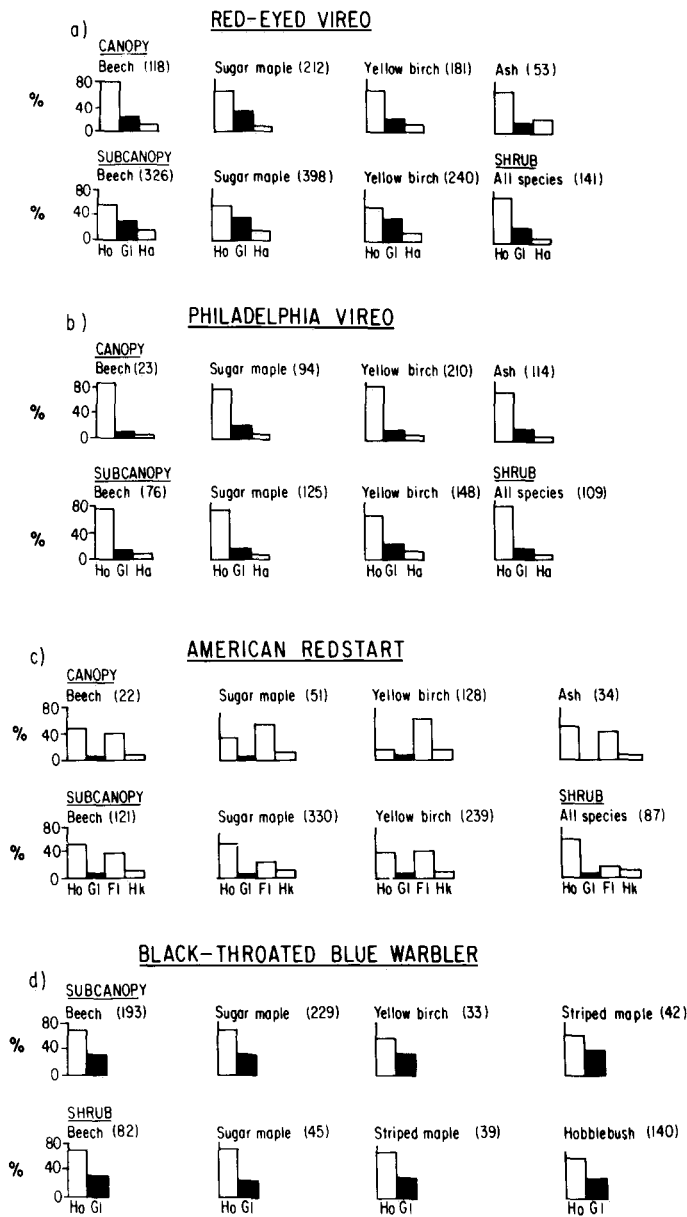 RED-EYED VIREO
a)
CANOPY
Beech (118) Sugar maple (212) Yellow birch (181) Ash (53)
80
% 40
0
SUBCANOPY SHRUB
Beech (326) Sugar maple (398) Yellow birch (240) All species (141)
80
% 40
0
Ho Gl Ha Ho Gl Ha Ho Gl Ha Ho Gl Ha
b) PHILADELPHIA VIREO
CANOPY
Beech (23) Sugar maple (94) Yellow birch (210) Ash (114)
80
% 40
0
SUBCANOPY SHRUB
Beech (76) Sugar maple (125) Yellow birch (148) All species (109)
80
% 40
0
Ho Gl Ha Ho Gl Ha Ho Gl Ha Ho Gl Ha
c) AMERICAN REDSTART
CANOPY
Beech (22) Sugar maple (51) Yellow birch (128) Ash (34)
80
% 40
0
SUBCANOPY SHRUB
Beech (121) Sugar maple (330) Yellow birch (239) All species (87)
80
% 40
0
Ho Gl Fl Hk Ho Gl Fl Hk Ho Gl Fl Hk Ho Gl Fl Hk
BLACK-THROATED BLUE WARBLER
d)
SUBCANOPY
Beech (193) Sugar maple (229) Yellow birch (33) Striped maple (42)
80
% 40
0
SHRUB
Beech (82) Sugar maple (45) Striped maple (39) Hobblebush (140)
80
% 40
0
Ho Gl Ho Gl Ho Gl Ho Gl